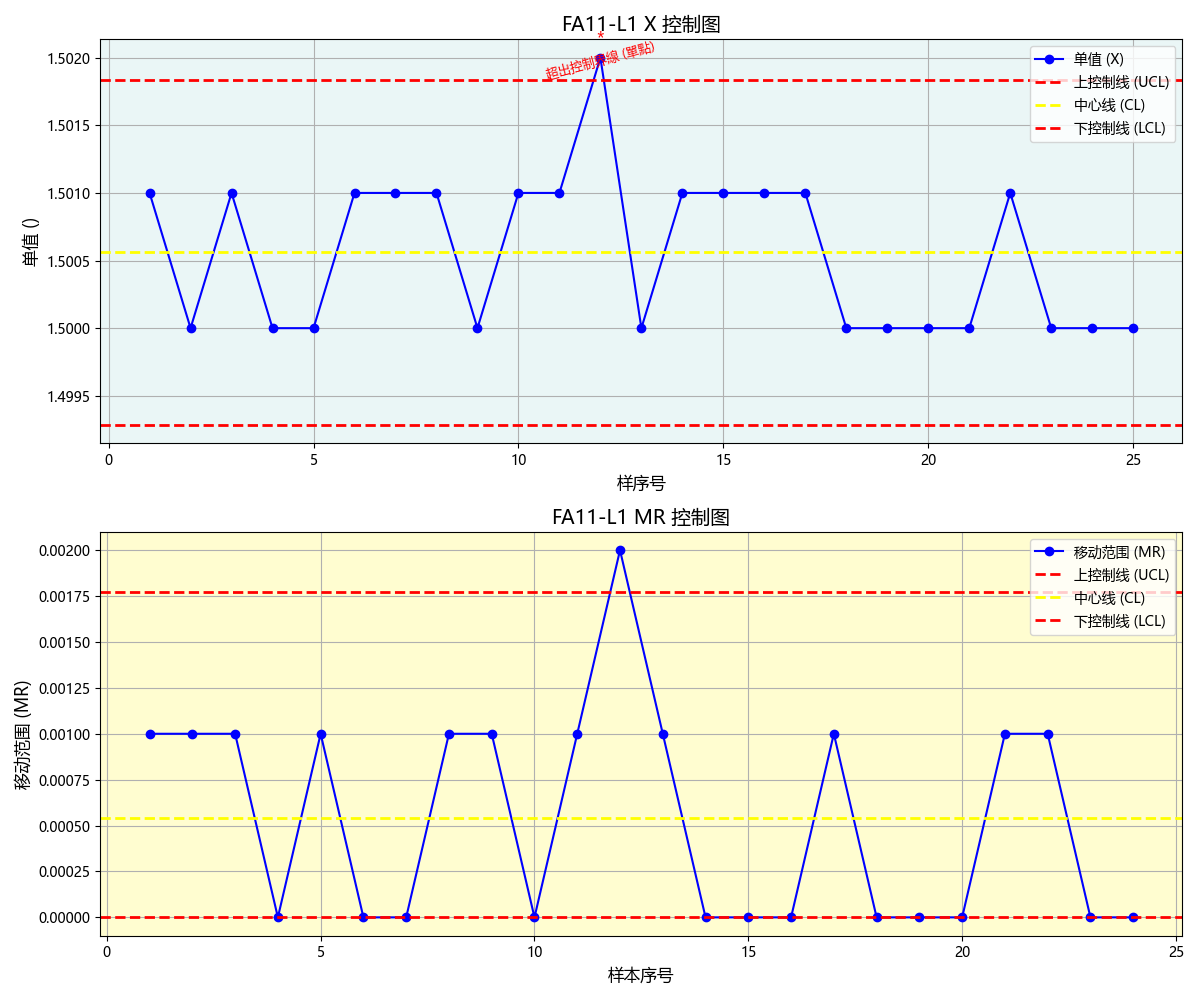 FA11-L1 X 控制图
*
超出控制界線 (單點)
单值 (X)
上控制线 (UCL)
中心线 (CL)
下控制线 (LCL)
单值 ()
1.5020
1.5015
1.5010
1.5005
1.5000
1.4995
0 5 10 15 20 25
样序号
FA11-L1 MR 控制图
移动范围 (MR)
上控制线 (UCL)
中心线 (CL)
下控制线 (LCL)
移动范围 (MR)
0.00200
0.00175
0.00150
0.00125
0.00100
0.00075
0.00050
0.00025
0.00000
0 5 10 15 20 25
样本序号